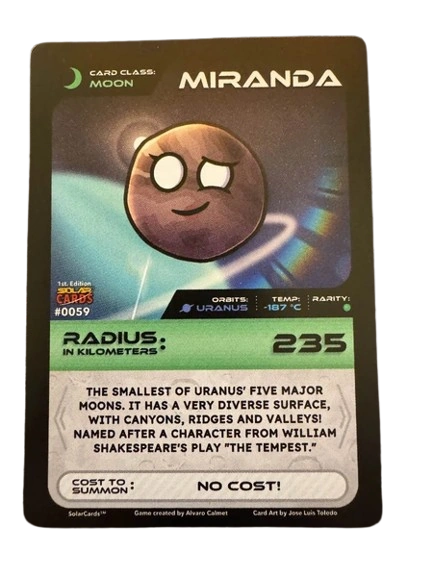 CARD CLASS:
MOON
MIRANDA
1st. Edition
SOLAR
CARDS
#0059
ORBITS:
URANUS
TEMP:
-187 °C
RARITY:
RADIUS:
IN KILOMETERS
235
THE SMALLEST OF URANUS' FIVE MAJOR
MOONS. IT HAS A VERY DIVERSE SURFACE,
WITH CANYONS, RIDGES AND VALLEYS!
NAMED AFTER A CHARACTER FROM WILLIAM
SHAKESPEARE'S PLAY "THE TEMPEST."
COST TO
SUMMON:
NO COST!
SolarCards™ Game created by Alvaro Calmet Card Art by Jose Luis Toledo